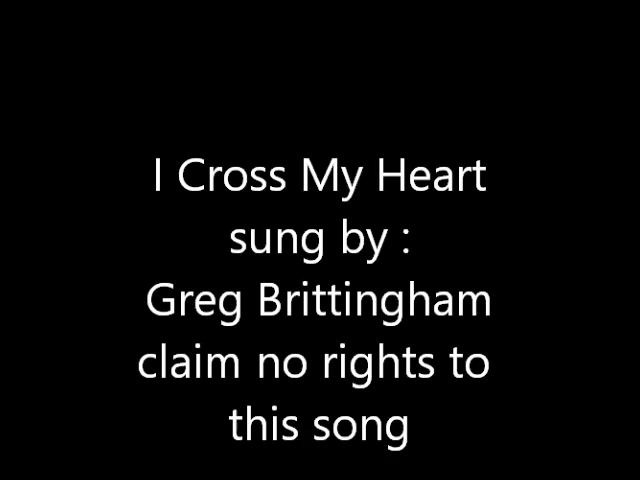 I Cross My Heart
sung by :
Greg Brittingham
claim no rights to
this song